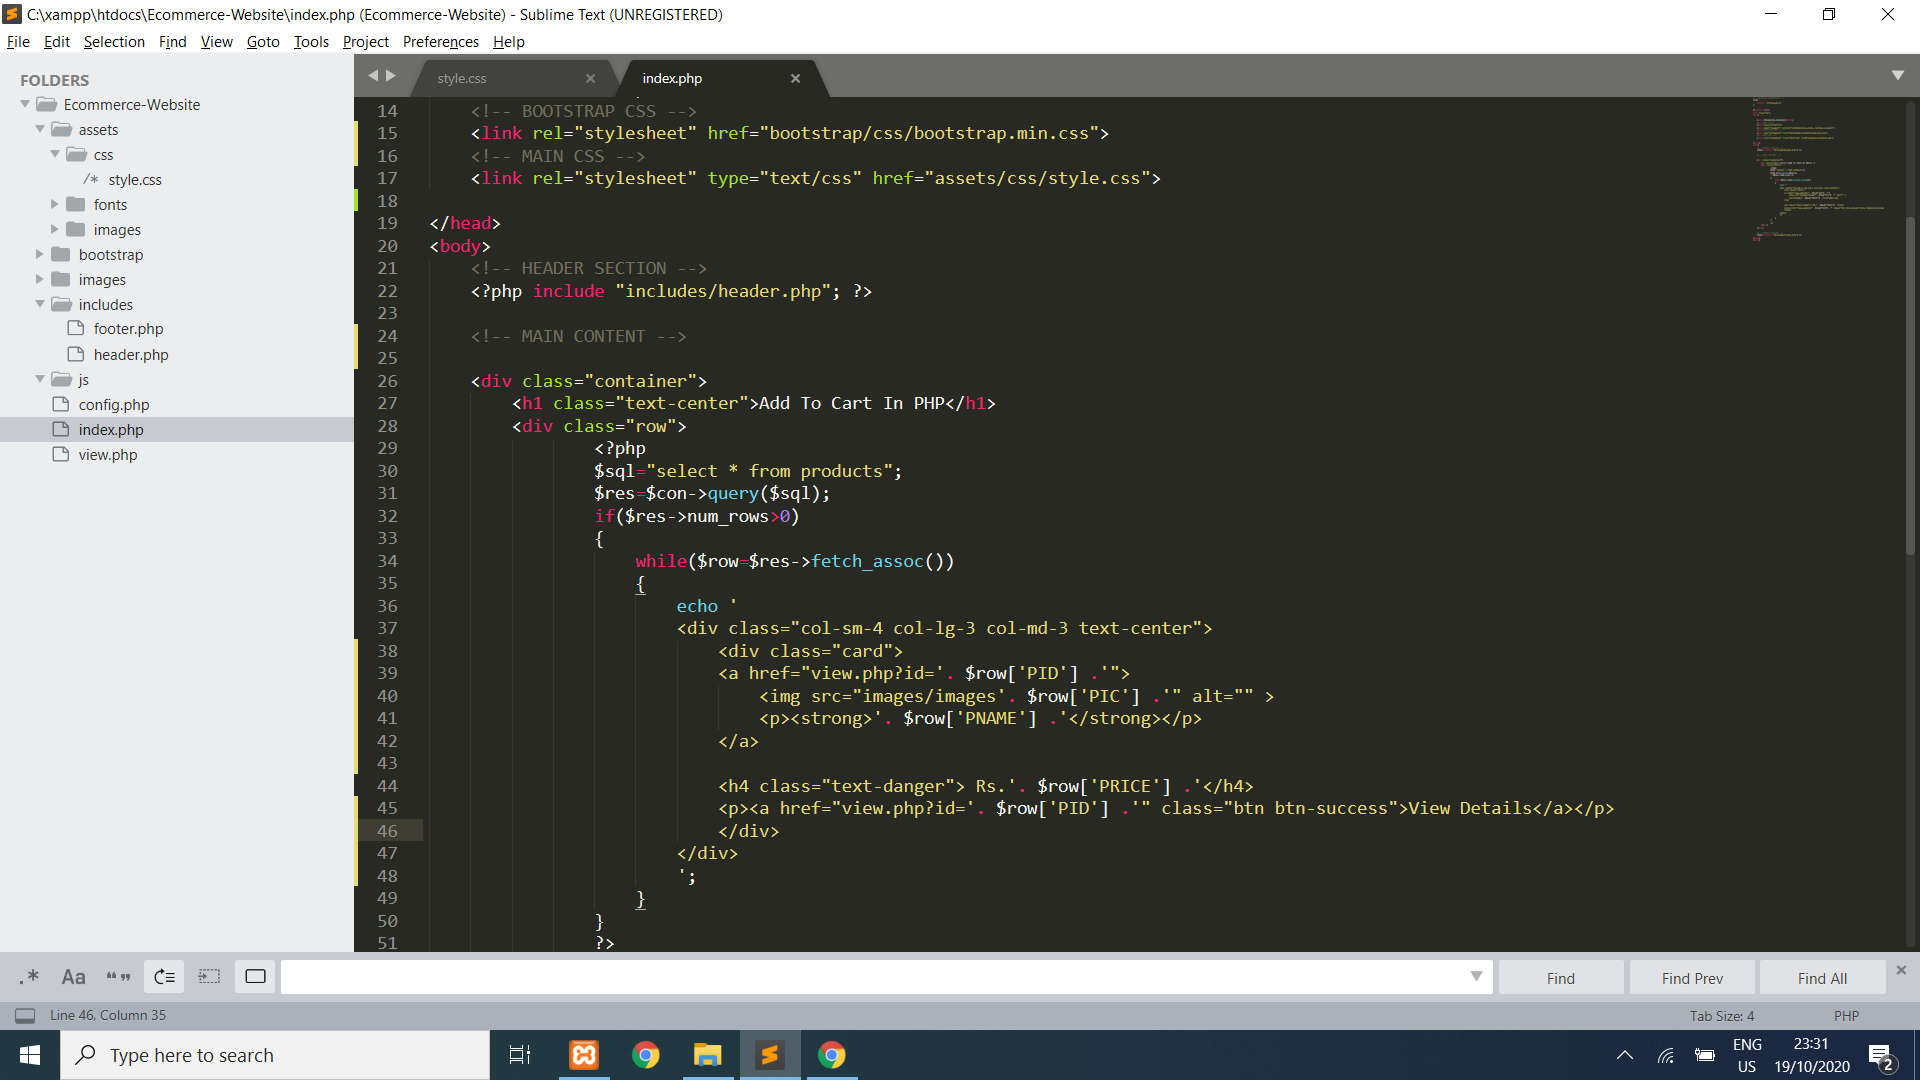 C:\xampp\htdocs\Ecommerce-Website\index.php (Ecommerce-Website) - Sublime Text (UNREGISTERED)
File Edit Selection Find View Goto Tools Project Preferences Help
FOLDERS
Ecommerce-Website
assets
css
/* style.css
fonts
images
bootstrap
images
includes
footer.php
header.php
js
config.php
index.php
view.php
style.css
index.php
14 <!-- BOOTSTRAP CSS -->
15 <link rel="stylesheet" href="bootstrap/css/bootstrap.min.css">
16 <!-- MAIN CSS -->
17 <link rel="stylesheet" type="text/css" href="assets/css/style.css">
18
19 </head>
20 <body>
21 <!-- HEADER SECTION -->
22 <?php include "includes/header.php"; ?>
23
24 <!-- MAIN CONTENT -->
25
26 <div class="container">
27 <h1 class="text-center">Add To Cart In PHP</h1>
28 <div class="row">
29 <?php
30 $sql="select * from products";
31 $res=$con->query($sql);
32 if($res->num_rows>0)
33 {
34 while($row=$res->fetch_assoc())
35 {
36 echo '
37 <div class="col-sm-4 col-lg-3 col-md-3 text-center">
38 <div class="card">
39 <a href="view.php?id='. $row['PID'] .'">
40 <img src="images/images'. $row['PIC'] .'" alt="" >
41 <p><strong>'. $row['PNAME'] .'</strong></p>
42 </a>
43
44 <h4 class="text-danger"> Rs.'. $row['PRICE'] .'</h4>
45 <p><a href="view.php?id='. $row['PID'] .'" class="btn btn-success">View Details</a></p>
46 </div>
47 </div>
48 ';
49 }
50 }
51 ?>
.* Aa “” Find Find Prev Find All
Line 46, Column 35 Tab Size: 4 PHP
Type here to search
ENG
US
23:31
19/10/2020
2